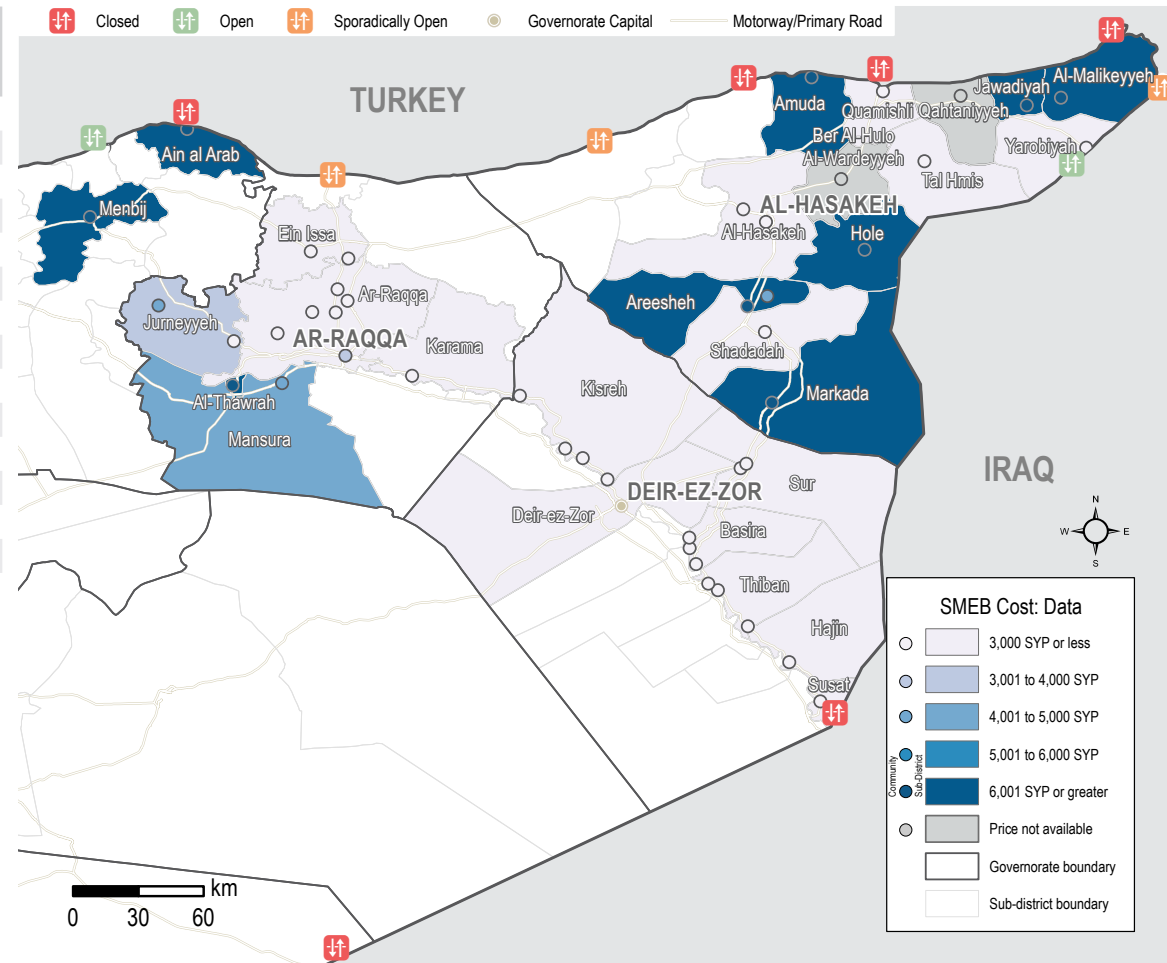 Closed
Open
Sporadically Open
Governorate Capital
Motorway/Primary Road
TURKEY
Al-Malikeyyeh
Jawadiyah
Amuda
Quamishli
Qahtaniyyeh
Ain al Arab
Ber Al-Hulo
Al-Wardeyyeh
Yarobiyah
Tal Hmis
Menbij
AL-HASAKEH
Al-Hasakeh
Hole
Ein Issa
Ar-Raqqa
Areesheh
Jurneyyeh
AR-RAQQA
Karama
Shadadah
Kisreh
Markada
Al-Thawrah
Mansura
IRAQ
Sur
DEIR-EZ-ZOR
Deir-ez-Zor
Basira
Thiban
Hajin
Susat
N
W
E
S
SMEB Cost: Data
3,000 SYP or less
3,001 to 4,000 SYP
4,001 to 5,000 SYP
5,001 to 6,000 SYP
6,001 SYP or greater
Price not available
Governorate boundary
Sub-district boundary
Community
Sub-District
km
0 30 60